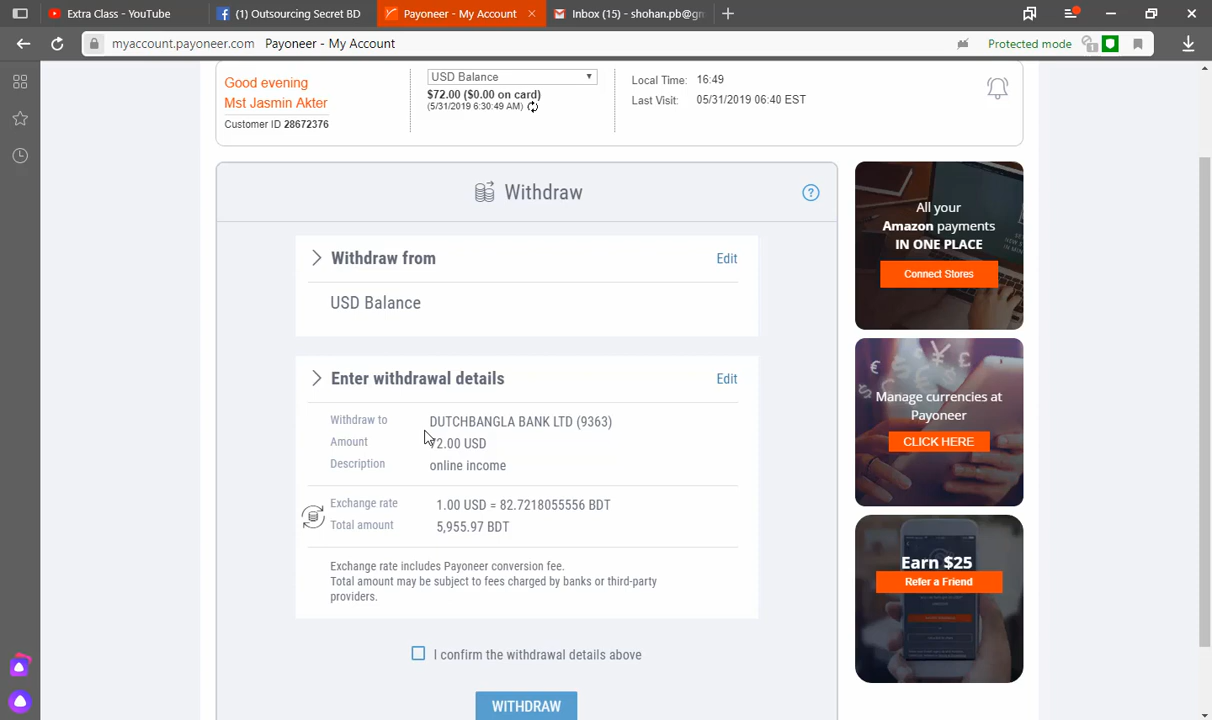 Extra Class - YouTube
(1) Outsourcing Secret BD
Payoneer - My Account
Inbox (15) - shohan.pb@gm
myaccount.payoneer.com Payoneer - My Account
Protected mode
Good evening
Mst Jasmin Akter
Customer ID 28672376
USD Balance
$72.00 ($0.00 on card)
(5/31/2019 6:30:49 AM)
Local Time: 16:49
Last Visit: 05/31/2019 06:40 EST
Withdraw
?
Withdraw from
Edit
USD Balance
Enter withdrawal details
Edit
Withdraw to DUTCHBANGLA BANK LTD (9363)
Amount 72.00 USD
Description online income
Exchange rate 1.00 USD = 82.7218055556 BDT
Total amount 5,955.97 BDT
Exchange rate includes Payoneer conversion fee.
Total amount may be subject to fees charged by banks or third-party
providers.
I confirm the withdrawal details above
WITHDRAW
All your
Amazon payments
IN ONE PLACE
Connect Stores
Manage currencies at
Payoneer
CLICK HERE
Earn $25
Refer a Friend